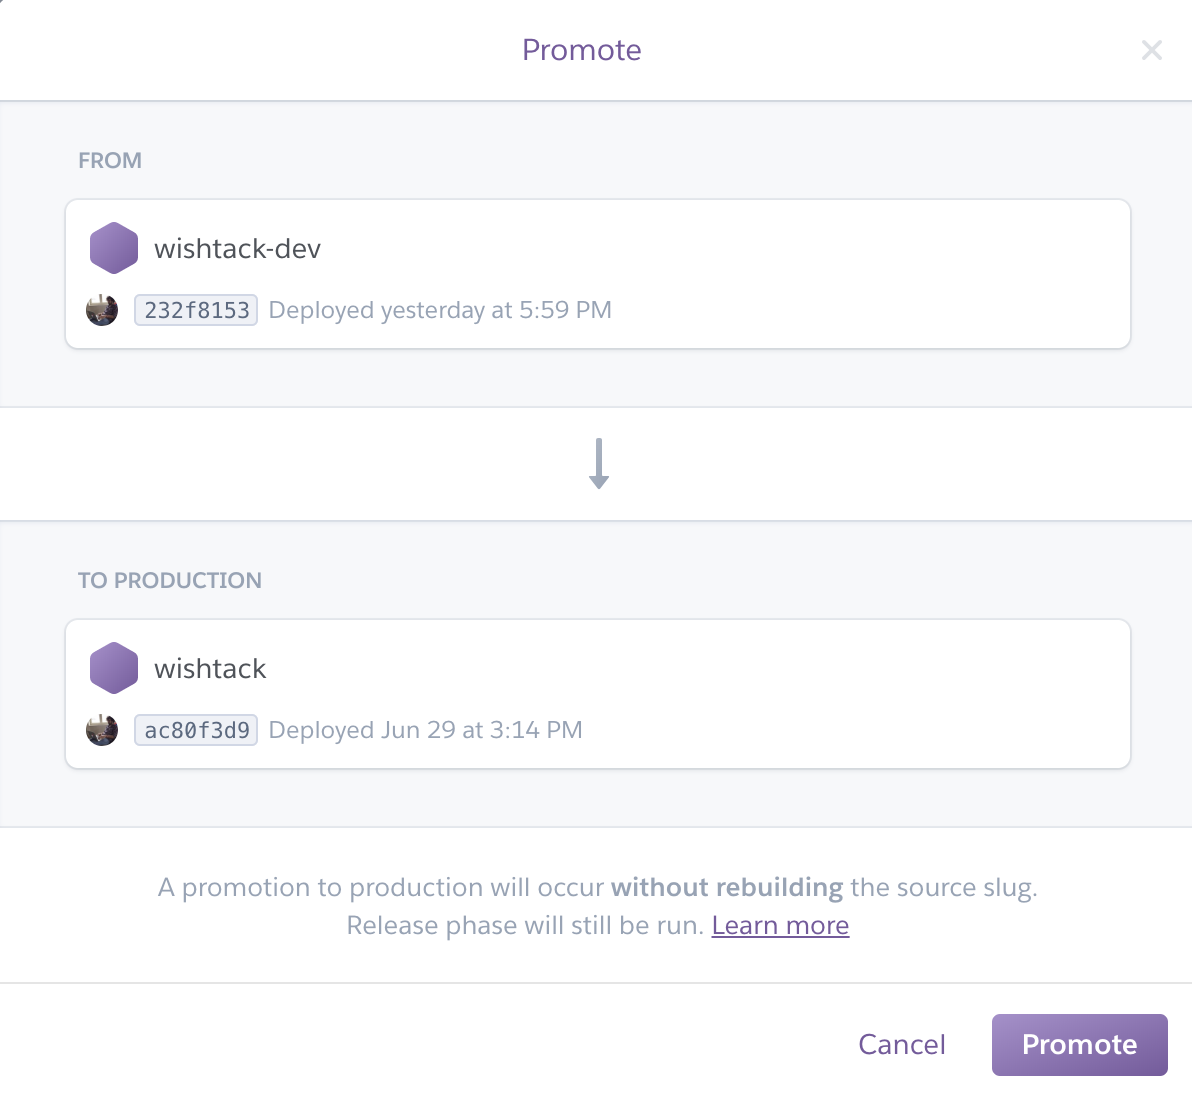 Promote
FROM
wishtack-dev
232f8153 Deployed yesterday at 5:59 PM
TO PRODUCTION
wishtack
ac80f3d9 Deployed Jun 29 at 3:14 PM
A promotion to production will occur without rebuilding the source slug.
Release phase will still be run. Learn more
Cancel Promote